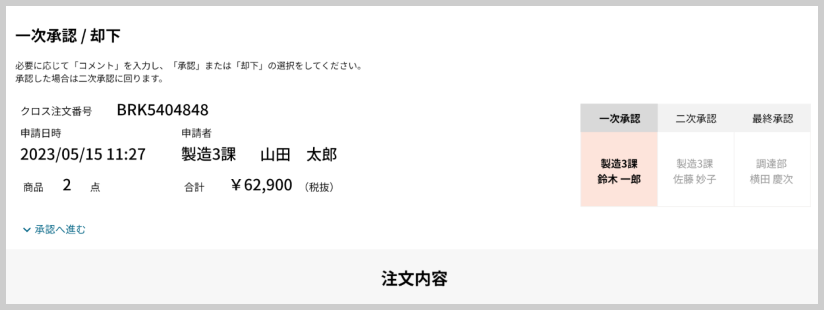 一次承認 / 却下
必要に応じて「コメント」を入力し、「承認」または「却下」の選択をしてください。
承認した場合は二次承認に回ります。
クロス注文番号 BRK5404848
申請日時 申請者
2023/05/15 11:27 製造3課 山田 太郎
商品 2 点 合計 ￥62,900 （税抜）
一次承認 二次承認 最終承認
製造3課 製造3課 調達部
鈴木 一郎 佐藤 妙子 横田 慶次
承認へ進む
注文内容